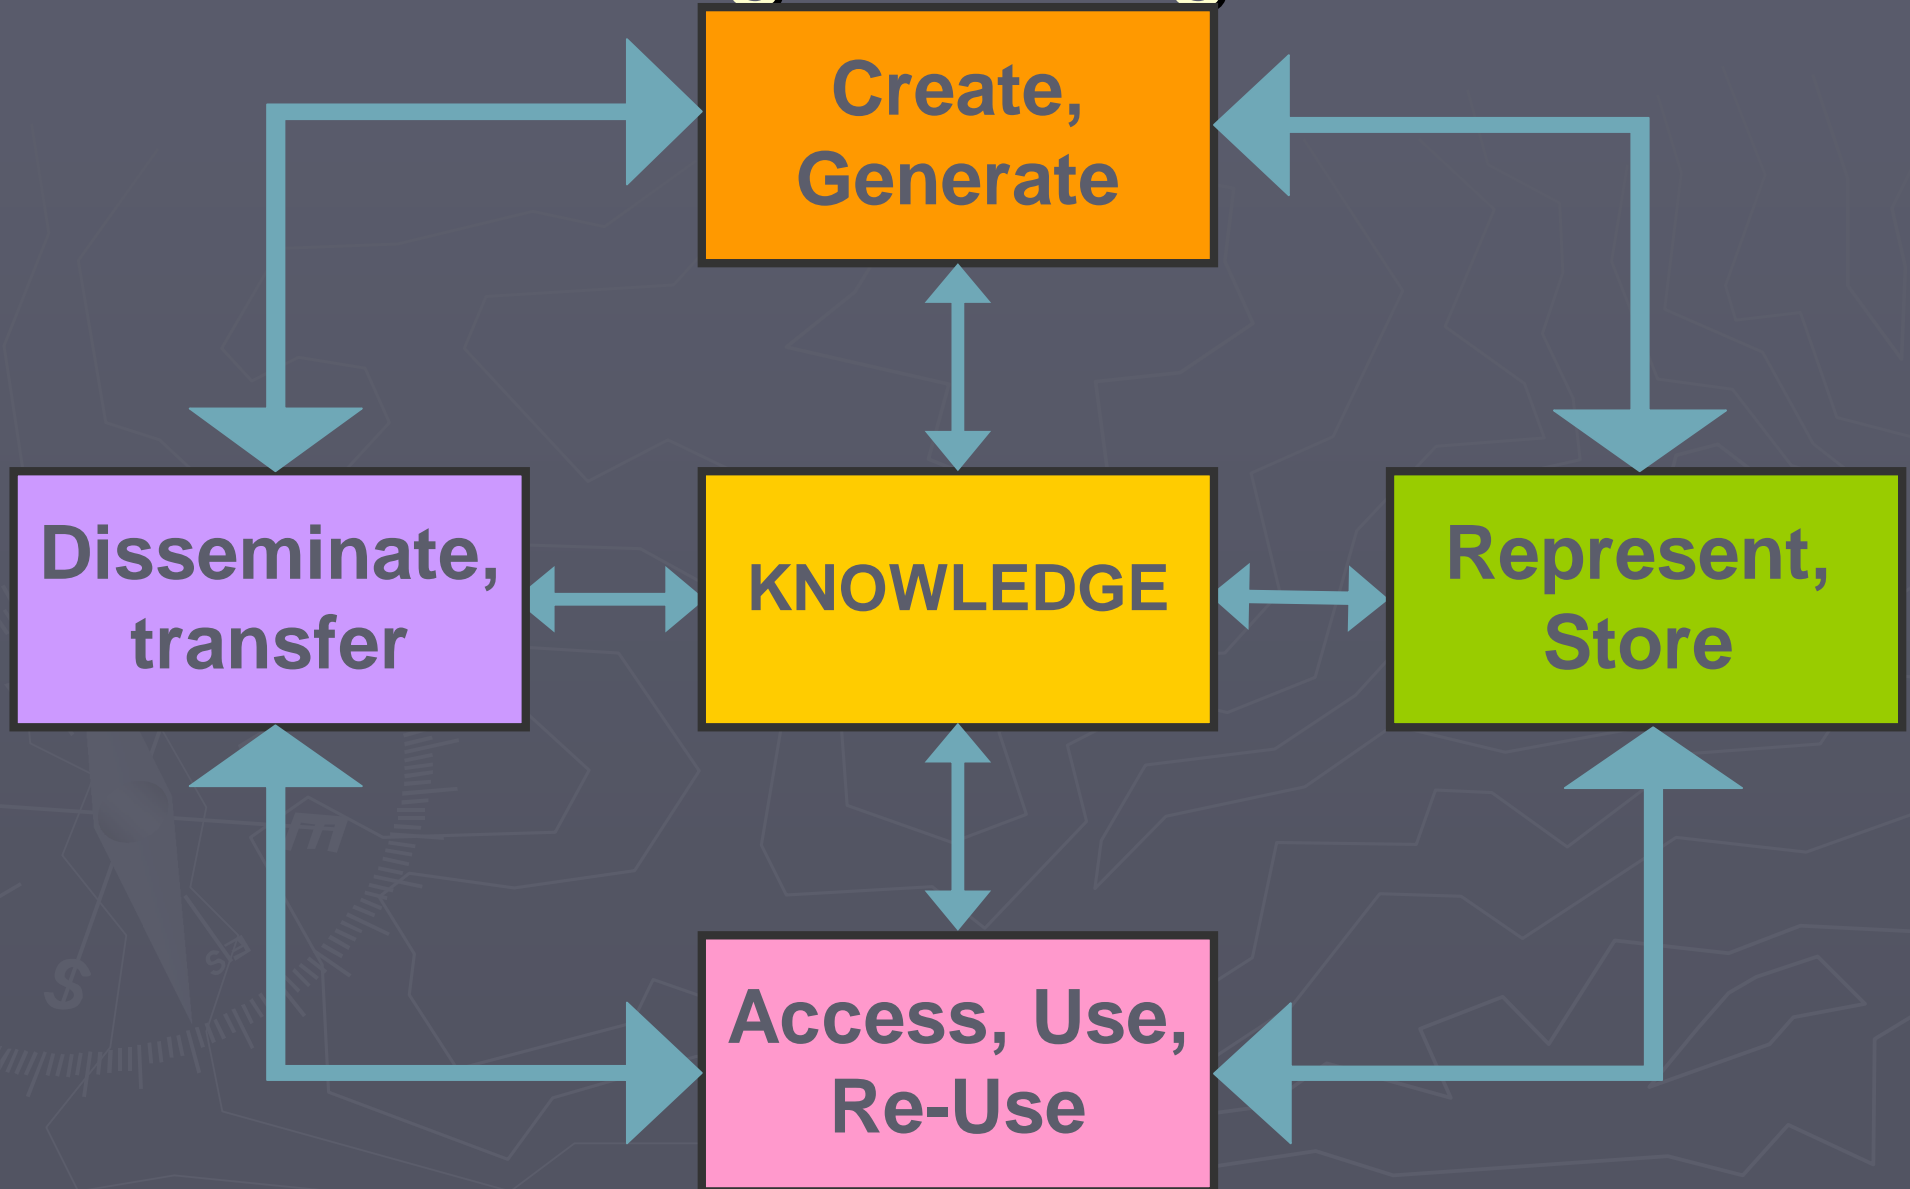 Create,
Generate
Disseminate,
transfer
KNOWLEDGE
Represent,
Store
Access, Use,
Re-Use
E
S